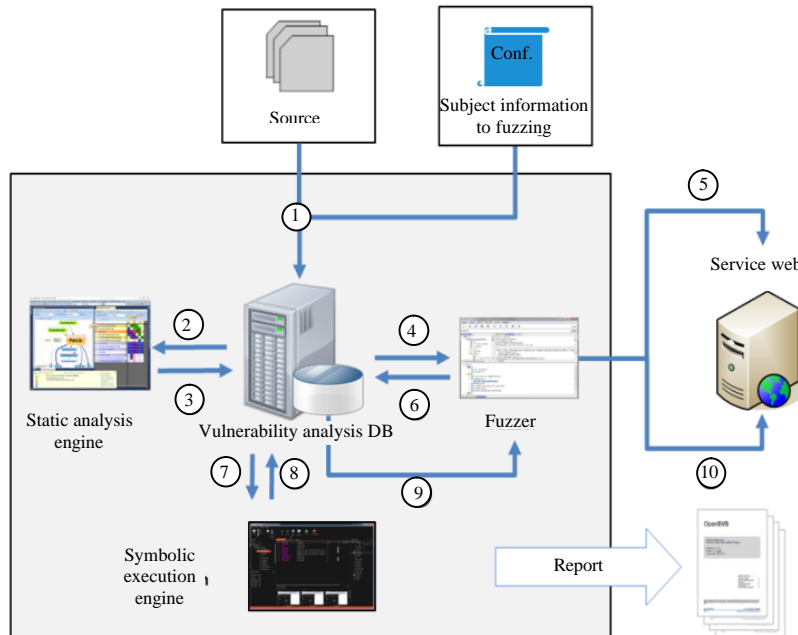 Conf.
Source
Subject information
to fuzzing
1
5
Service web
2
4
3
6
Static analysis
engine
Vulnerability analysis DB
Fuzzer
7
8
9
10
Symbolic
execution
engine
Report